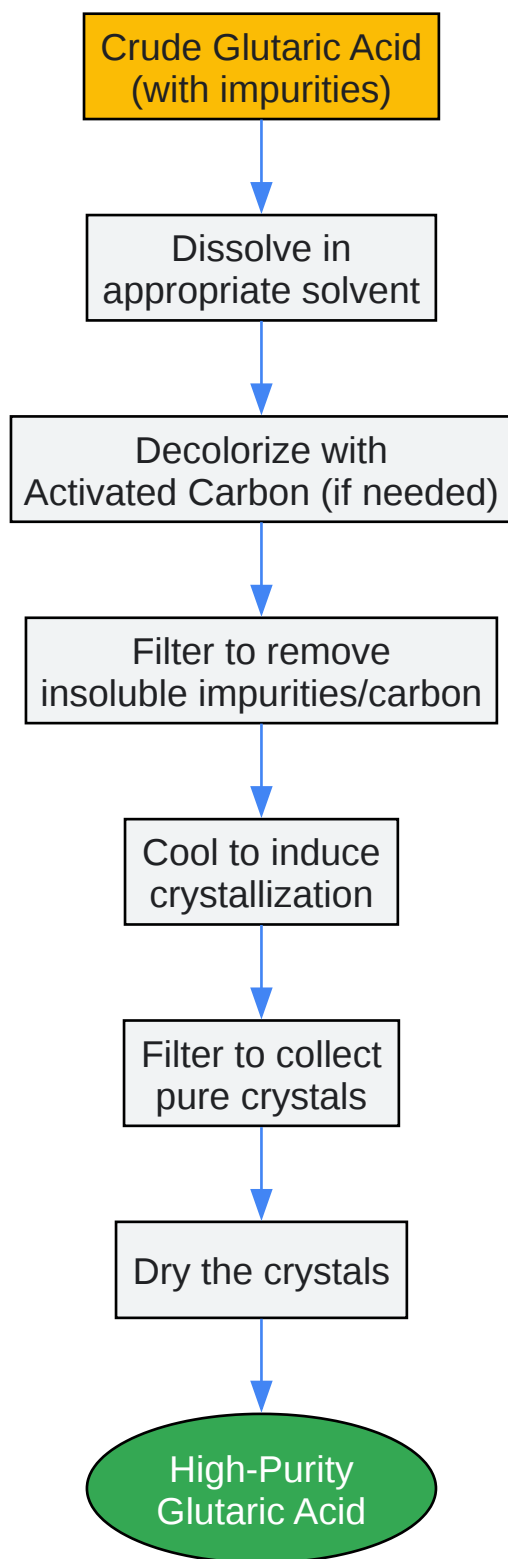 Crude Glutaric Acid
(with impurities)
Dissolve in
appropriate solvent
Decolorize with
Activated Carbon (if needed)
Filter to remove
insoluble impurities/carbon
Cool to induce
crystallization
Filter to collect
pure crystals
Dry the crystals
High-Purity
Glutaric Acid